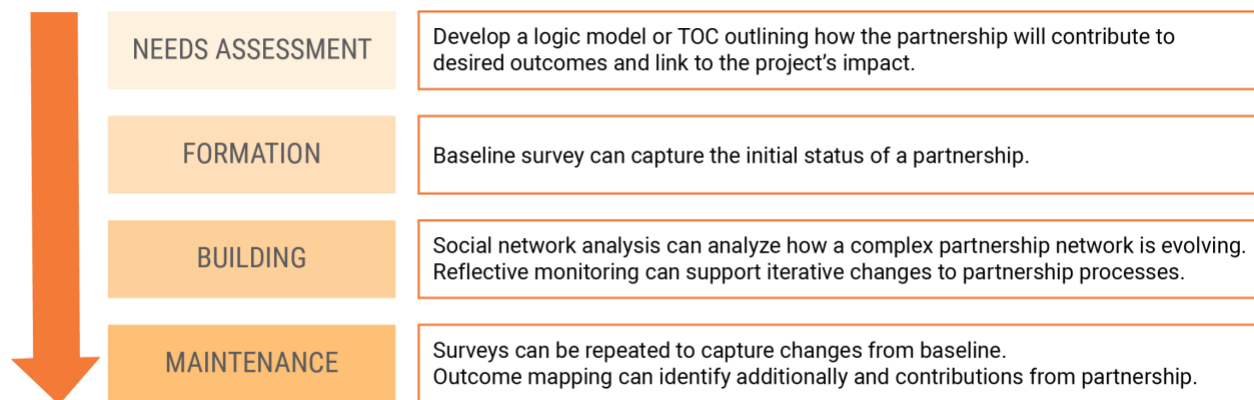 NEEDS ASSESSMENT
Develop a logic model or TOC outlining how the partnership will contribute to
desired outcomes and link to the project's impact.
FORMATION
Baseline survey can capture the initial status of a partnership.
BUILDING
Social network analysis can analyze how a complex partnership network is evolving.
Reflective monitoring can support iterative changes to partnership processes.
MAINTENANCE
Surveys can be repeated to capture changes from baseline.
Outcome mapping can identify additionally and contributions from partnership.